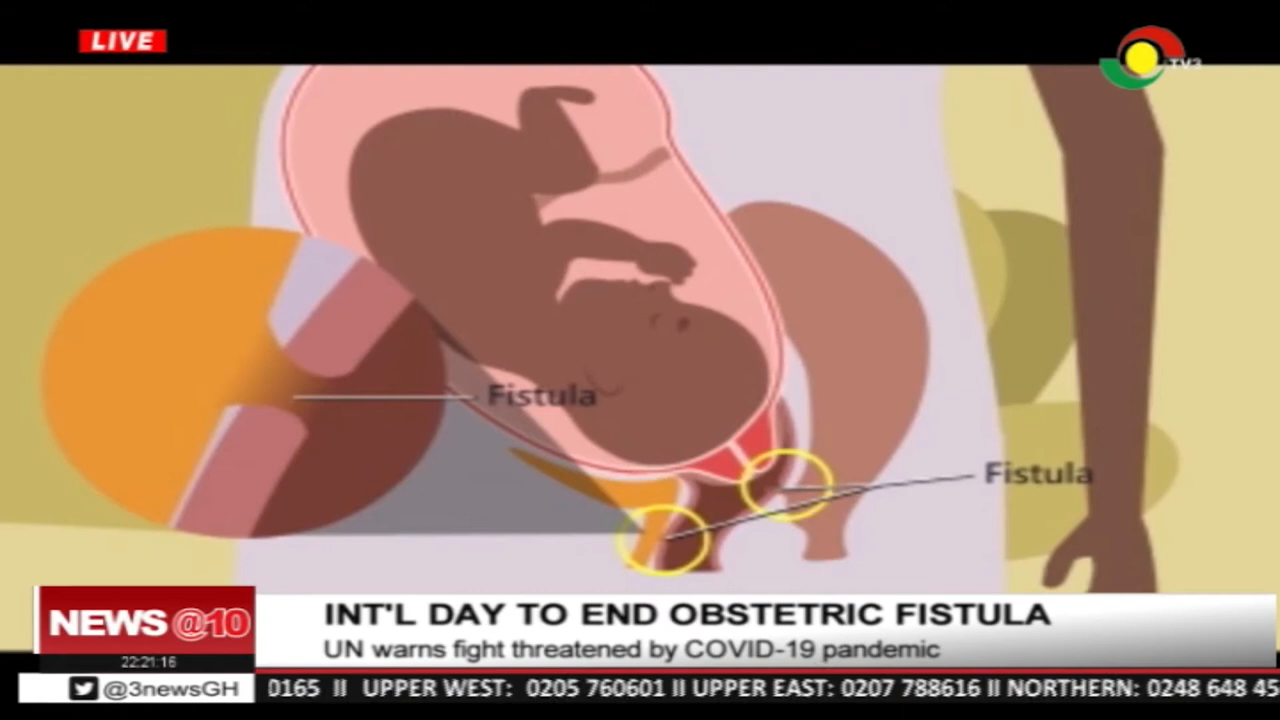 LIVE
TV3
Fistula
Fistula
INT'L DAY TO END OBSTETRIC FISTULA
UN warns fight threatened by COVID-19 pandemic
NEWS @10
22:21:16
@3newsGH
0165 II UPPER WEST: 0205 760601 II UPPER EAST: 0207 788616 II NORTHERN: 0248 648 45